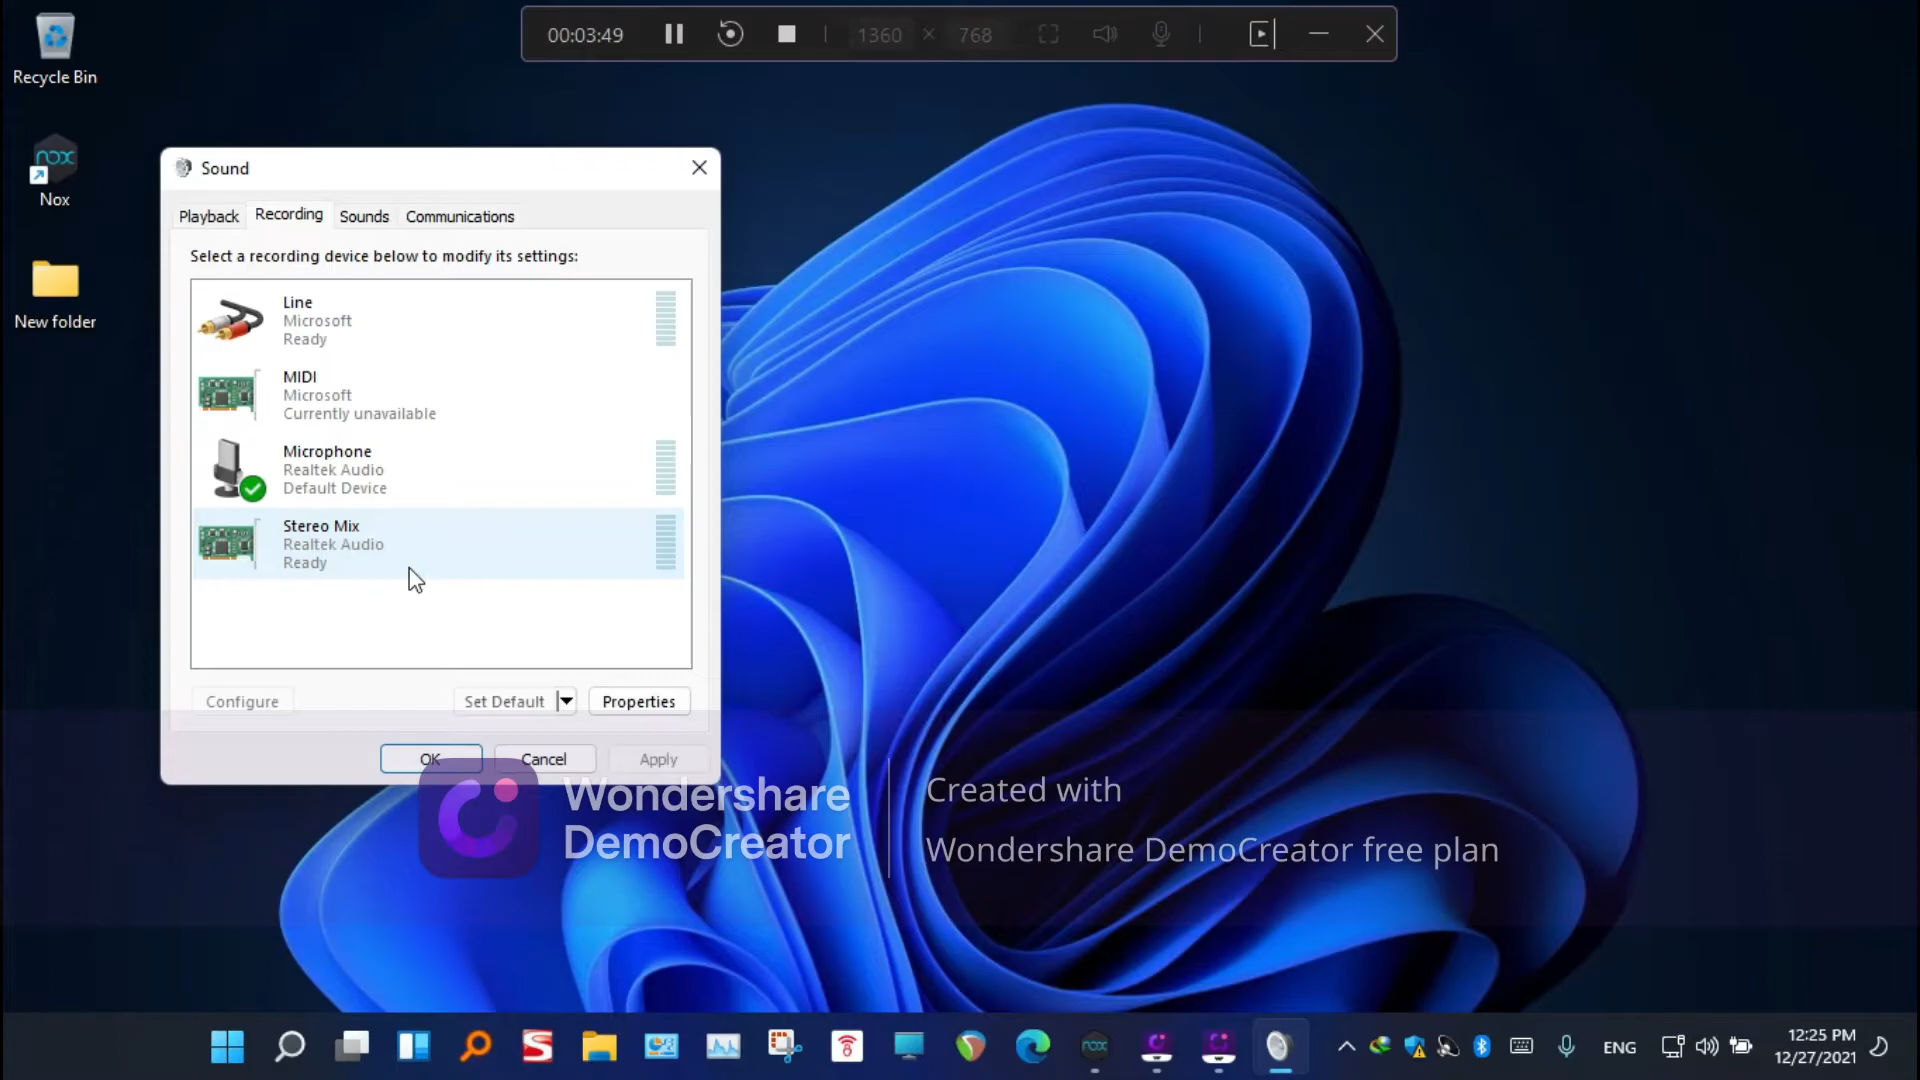 00:03:49
1360 × 768
Recycle Bin
nox
Nox
New folder
Sound
Playback
Recording
Sounds
Communications
Select a recording device below to modify its settings:
Line
Microsoft
Ready
MIDI
Microsoft
Currently unavailable
Microphone
Realtek Audio
Default Device
Stereo Mix
Realtek Audio
Ready
Configure
Set Default
Properties
OK
Cancel
Apply
Wondershare
DemoCreator
Created with
Wondershare DemoCreator free plan
nox
ENG
12:25 PM
12/27/2021